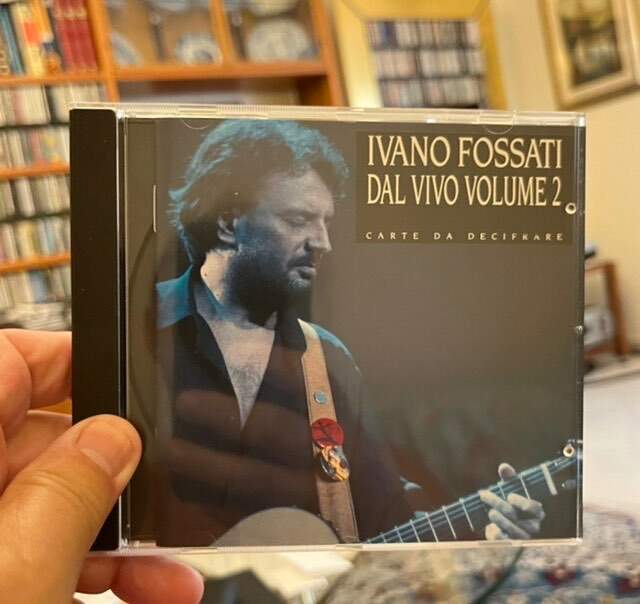 IVANO FOSSATI
DAL VIVO VOLUME 2
CARTE DA DECIFRARE